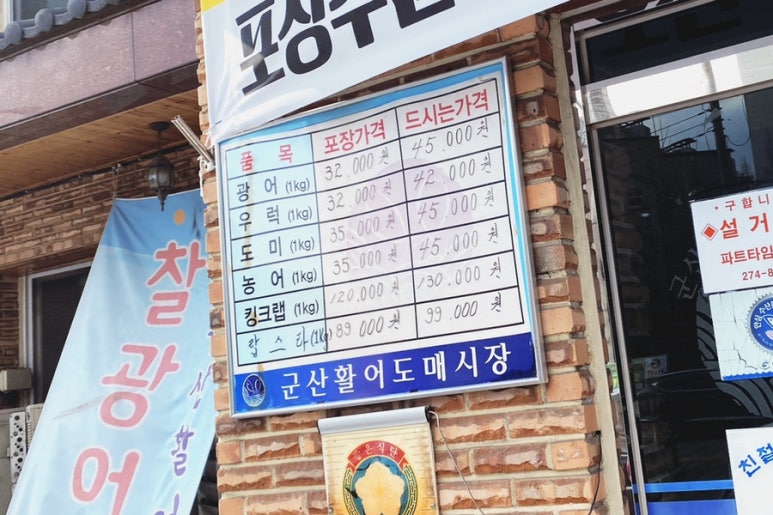 포장주문
품 목 포장가격 드시는가격
광 어 (1kg) 32.000원 45.000원
우 럭 (1kg) 32.000원 42.000원
도 미 (1kg) 35.000원 45.000원
농 어 (1kg) 35.000원 45.000원
킹크랩 (1kg) 120.000원 130.000원
랍스타 (1kg) 89.000원 99.000원
군산활어도매시장
찰광어
활어
구합니
설거
파트타임
274-8
친절